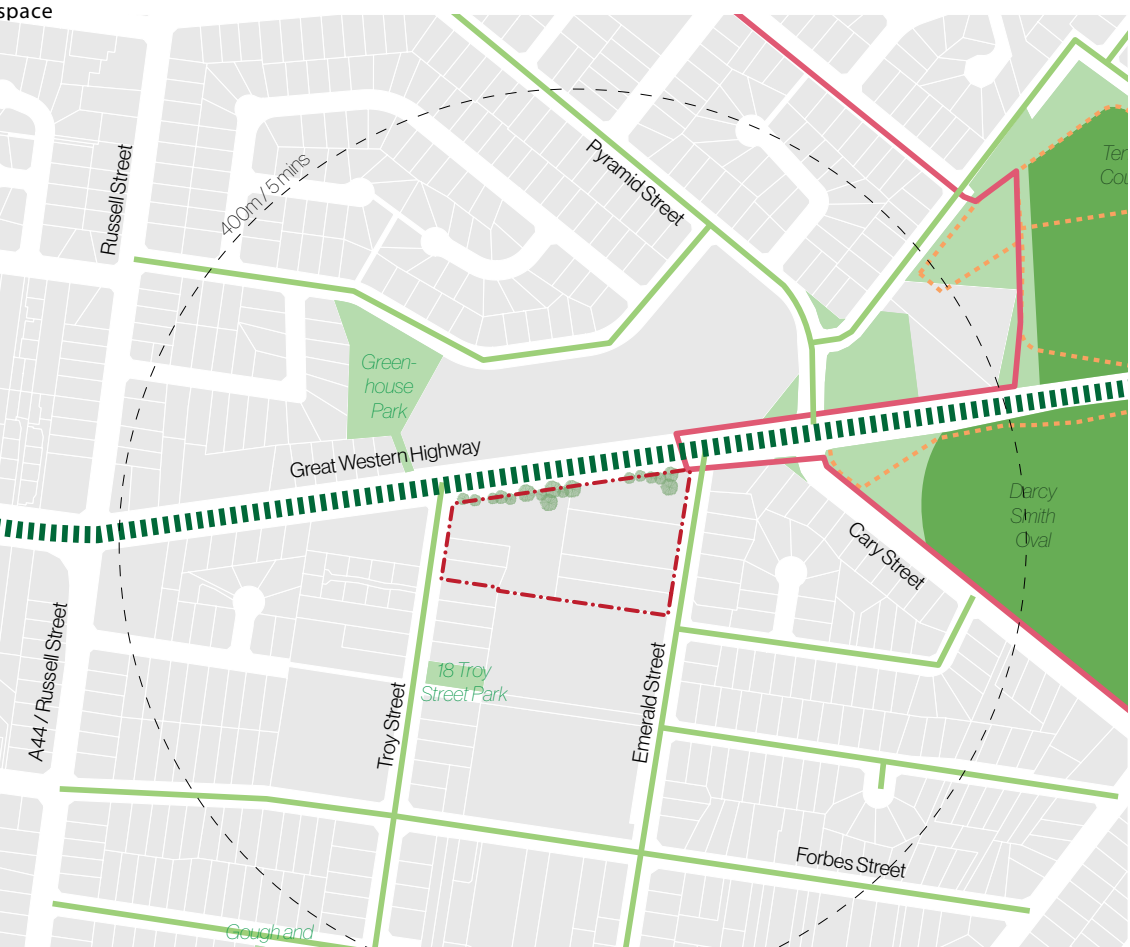 space
Russell Street
400m / 5 mins
Pyramid Street
Green-
house
Park
Great Western Highway
Darcy
Smith
Oval
Cary Street
A44 / Russell Street
18 Troy
Street Park
Troy Street
Emerald Street
Forbes Street
Gough and